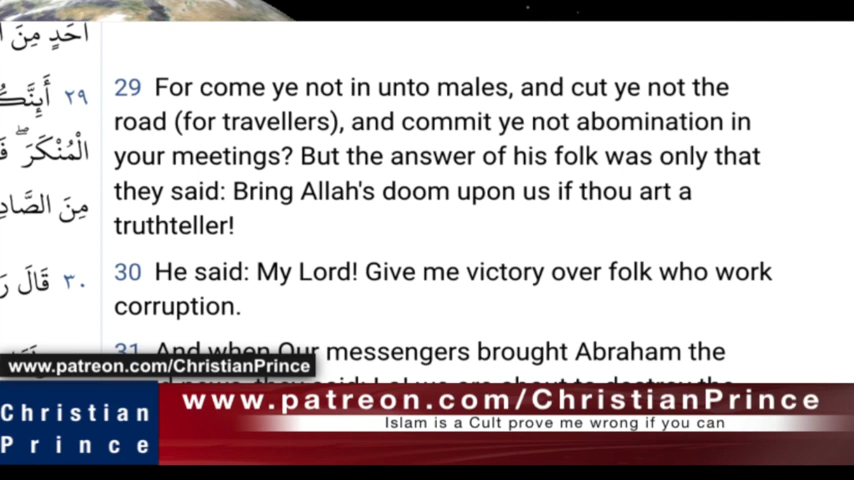 أَحَدٍ مِنَ
29 For come ye not in unto males, and cut ye not the
٢٩ أَئِنَّكُ
road (for travellers), and commit ye not abomination in
الْمُنْكَرَ ۖ
your meetings? But the answer of his folk was only that
they said: Bring Allah's doom upon us if thou art a
مِنَ
truthteller!
30 He said: My Lord! Give me victory over folk who work
٣٠ قَالَ
corruption.
31 And when Our messengers brought Abraham the
www.patreon.com/ChristianPrince
Christian
Prince
www.patreon.com/ChristianPrince
Islam is a Cult prove me wrong if you can